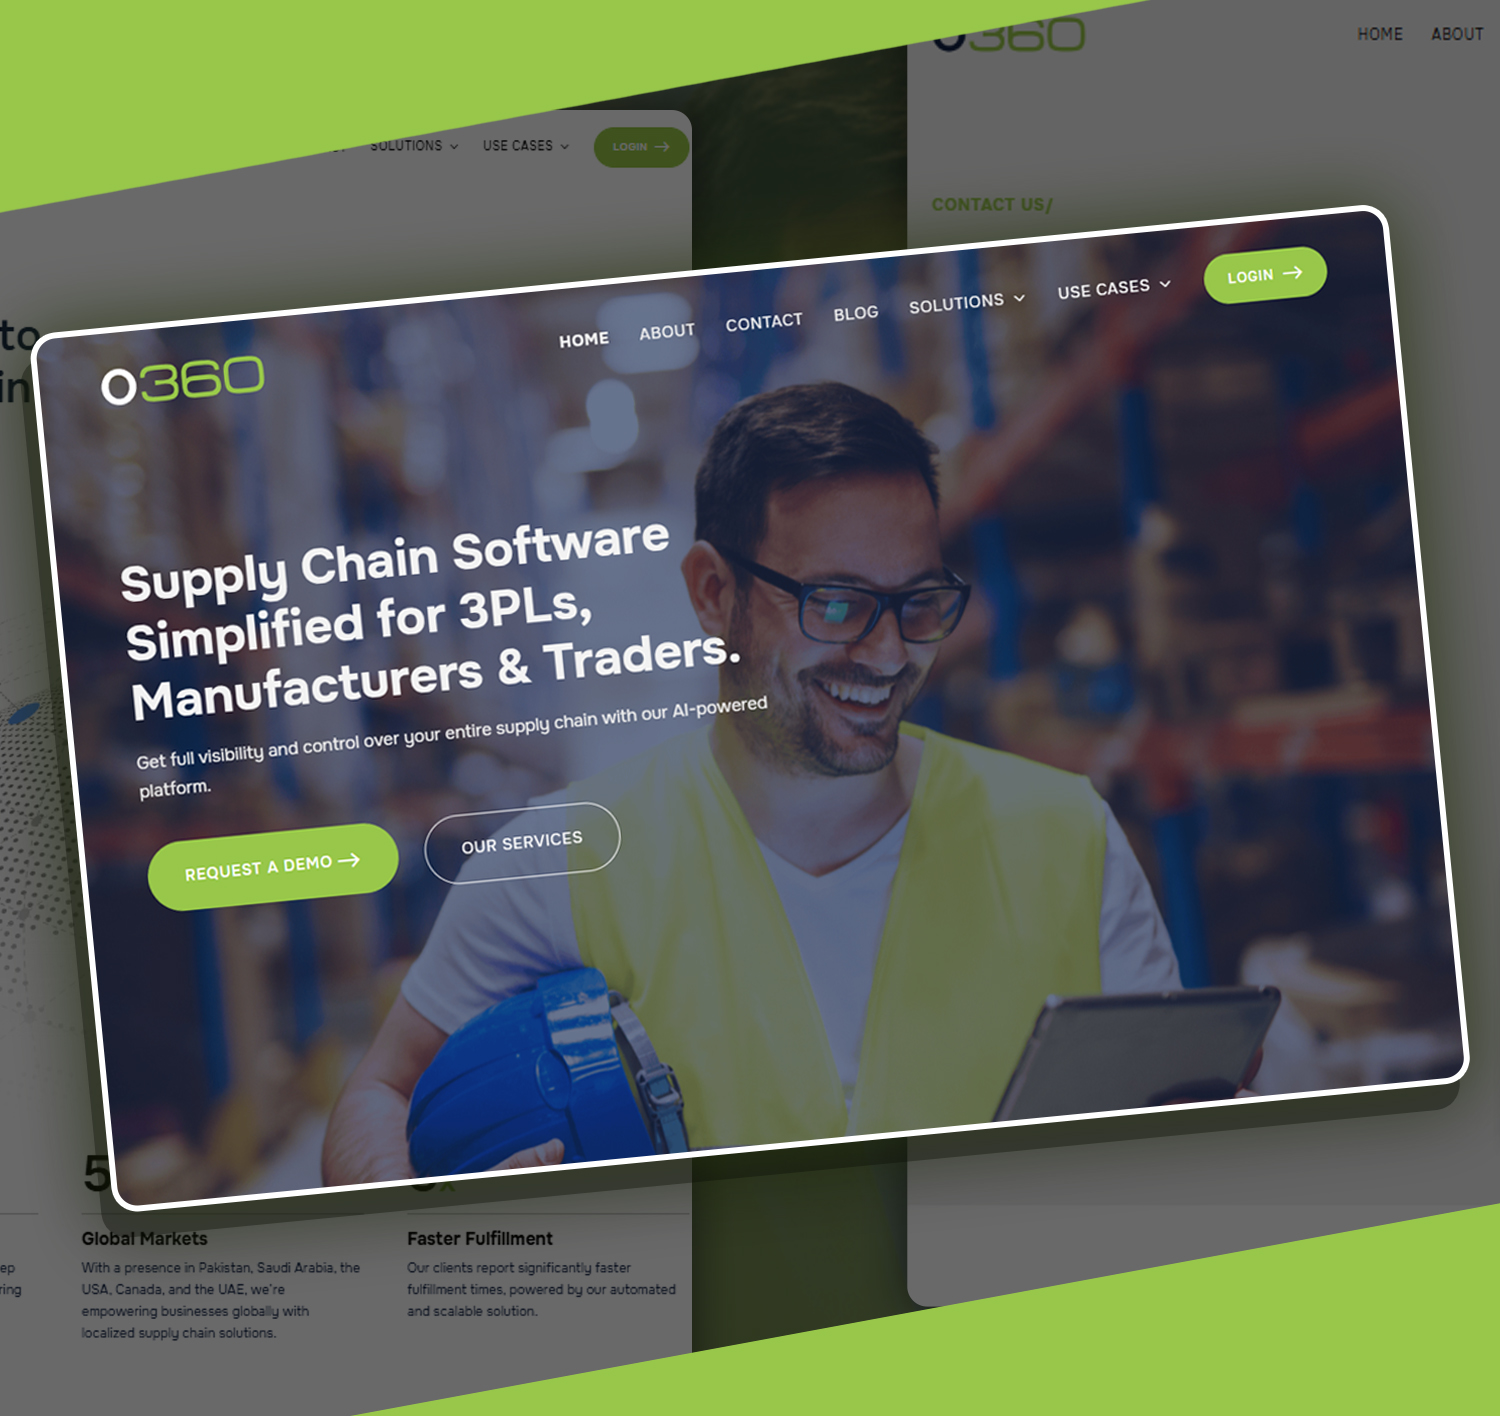 O360
HOME ABOUT
SOLUTIONS USE CASES LOGIN
CONTACT US/
to
in
O360
HOME ABOUT CONTACT BLOG SOLUTIONS USE CASES LOGIN
Supply Chain Software
Simplified for 3PLs,
Manufacturers & Traders.
Get full visibility and control over your entire supply chain with our AI-powered
platform.
REQUEST A DEMO
OUR SERVICES
5
Global Markets
With a presence in Pakistan, Saudi Arabia, the
USA, Canada, and the UAE, we're
empowering businesses globally with
localized supply chain solutions.
Faster Fulfillment
Our clients report significantly faster
fulfillment times, powered by our automated
and scalable solution.
ep
ring